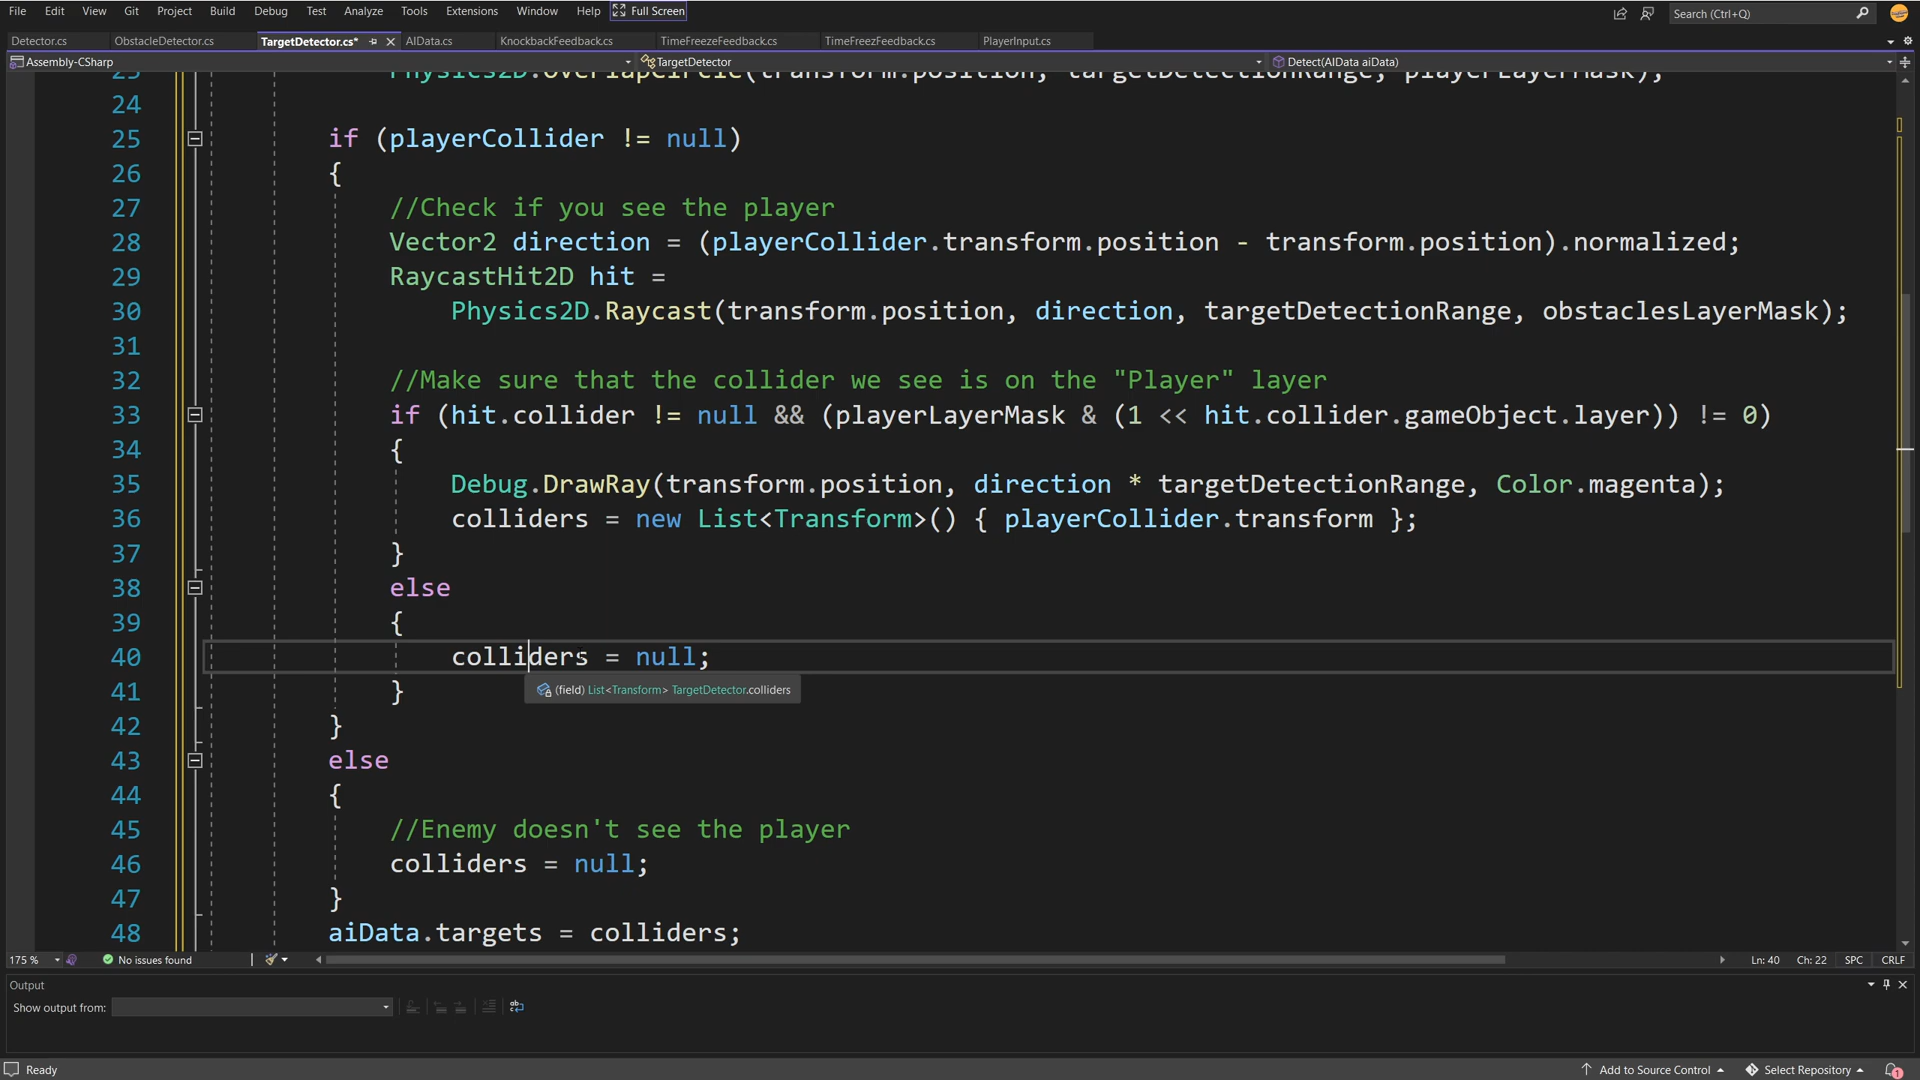 File Edit View Git Project Build Debug Test Analyze Tools Extensions Window Help Full Screen Search (Ctrl+Q)
Detector.cs ObstacleDetector.cs TargetDetector.cs* AIData.cs KnockbackFeedback.cs TimeFreezeFeedback.cs TimeFreezFeedback.cs PlayerInput.cs
Assembly-CSharp TargetDetector Detect(AIData aiData)
23 Physics2D.OverlapCircle(transform.position, targetDetectionRange, playerLayerMask);
24
25 if (playerCollider != null)
26 {
27 //Check if you see the player
28 Vector2 direction = (playerCollider.transform.position - transform.position).normalized;
29 RaycastHit2D hit =
30 Physics2D.Raycast(transform.position, direction, targetDetectionRange, obstaclesLayerMask);
31
32 //Make sure that the collider we see is on the "Player" layer
33 if (hit.collider != null && (playerLayerMask & (1 << hit.collider.gameObject.layer)) != 0)
34 {
35 Debug.DrawRay(transform.position, direction * targetDetectionRange, Color.magenta);
36 colliders = new List<Transform>() { playerCollider.transform };
37 }
38 else
39 {
40 colliders = null;
(field) List<Transform> TargetDetector.colliders
41 }
42 }
43 else
44 {
45 //Enemy doesn't see the player
46 colliders = null;
47 }
48 aiData.targets = colliders;
175 % No issues found Ln: 40 Ch: 22 SPC CRLF
Output
Show output from:
Ready Add to Source Control Select Repository 1